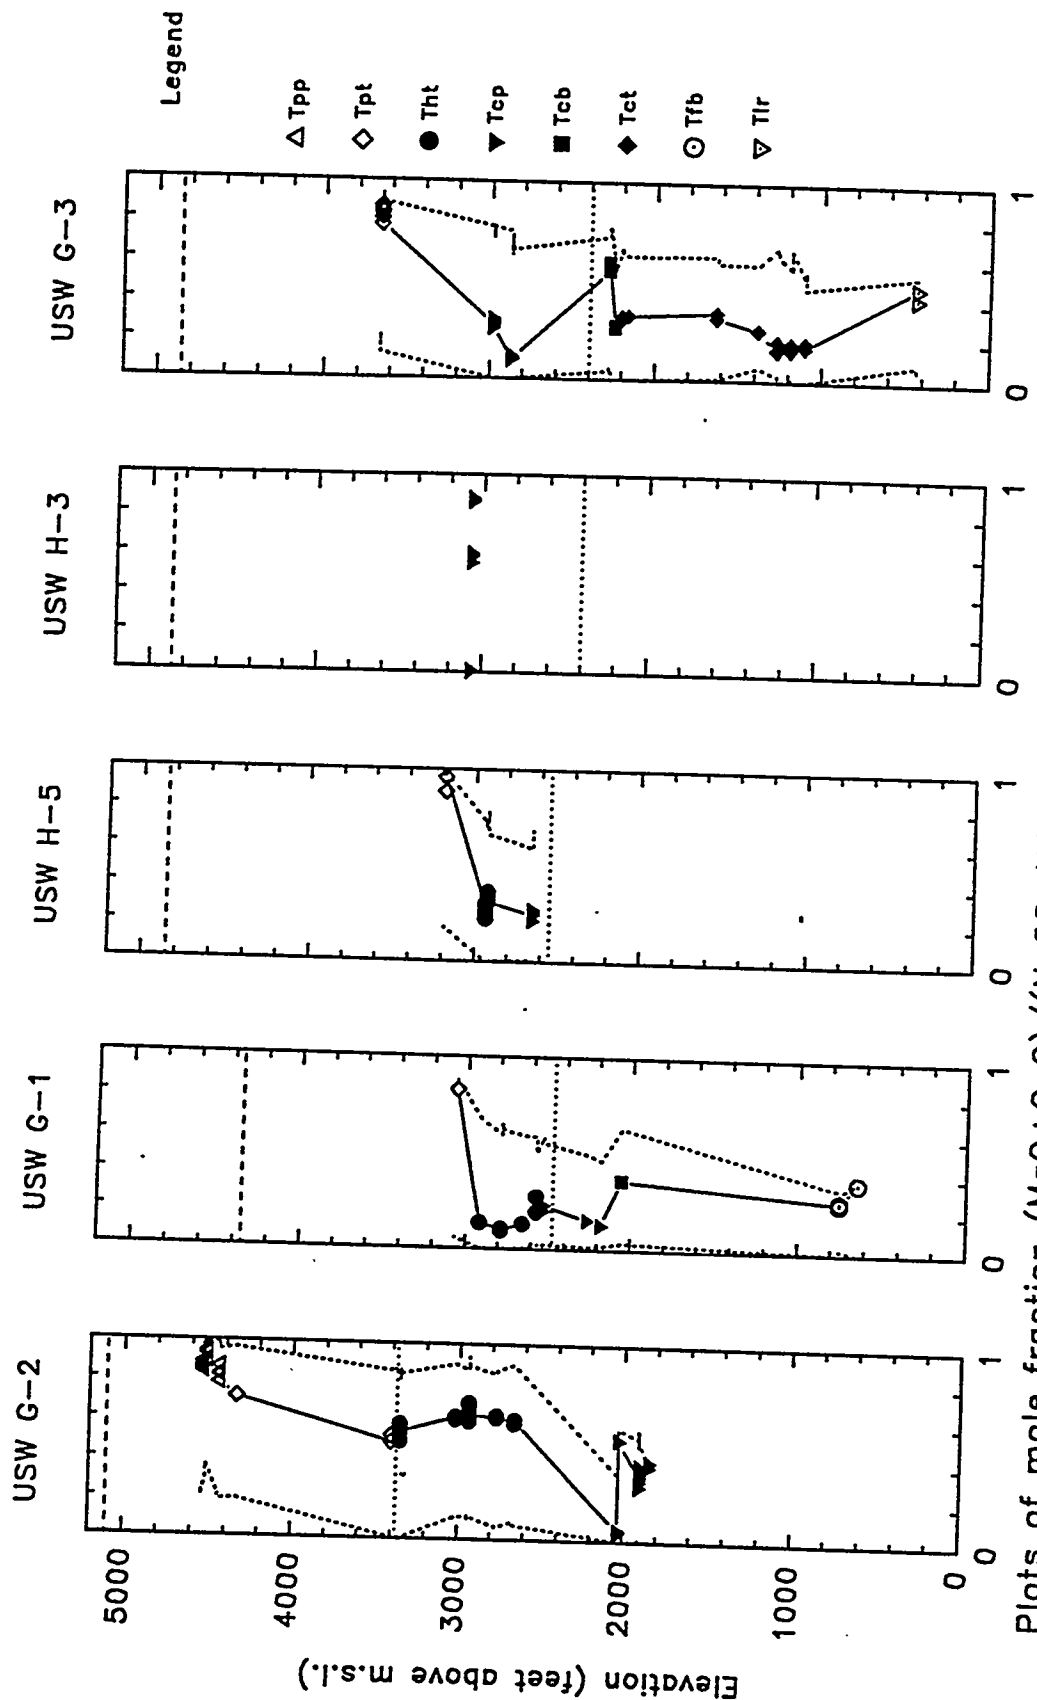 USW G-2
USW G-1
USW H-5
USW H-3
USW G-3
Legend
Tpp
Tpt
Tht
Tcp
Tcb
Tct
Tfb
Tlr
Elevation (feet above m.s.l.)
5000
4000
3000
2000
1000
0
0 1
0 1
0 1
0 1
0 1
Plots of mole fraction